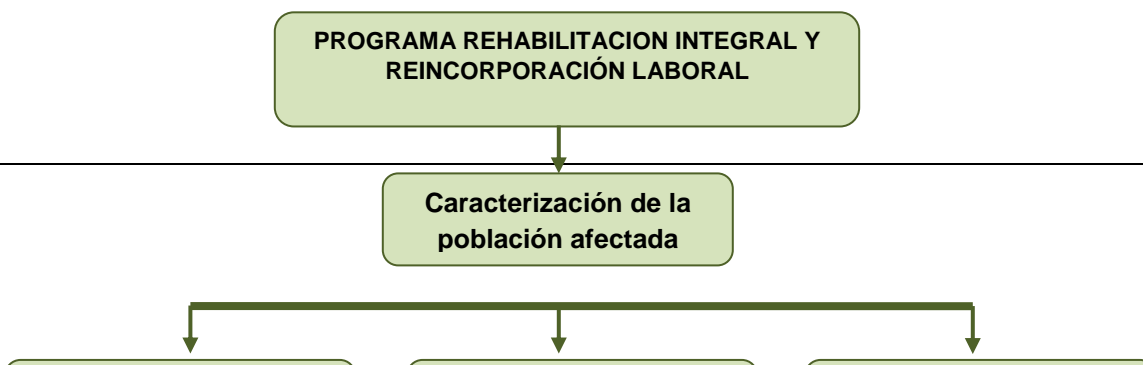 PROGRAMA REHABILITACION INTEGRAL Y
REINCORPORACIÓN LABORAL
Caracterización de la
población afectada